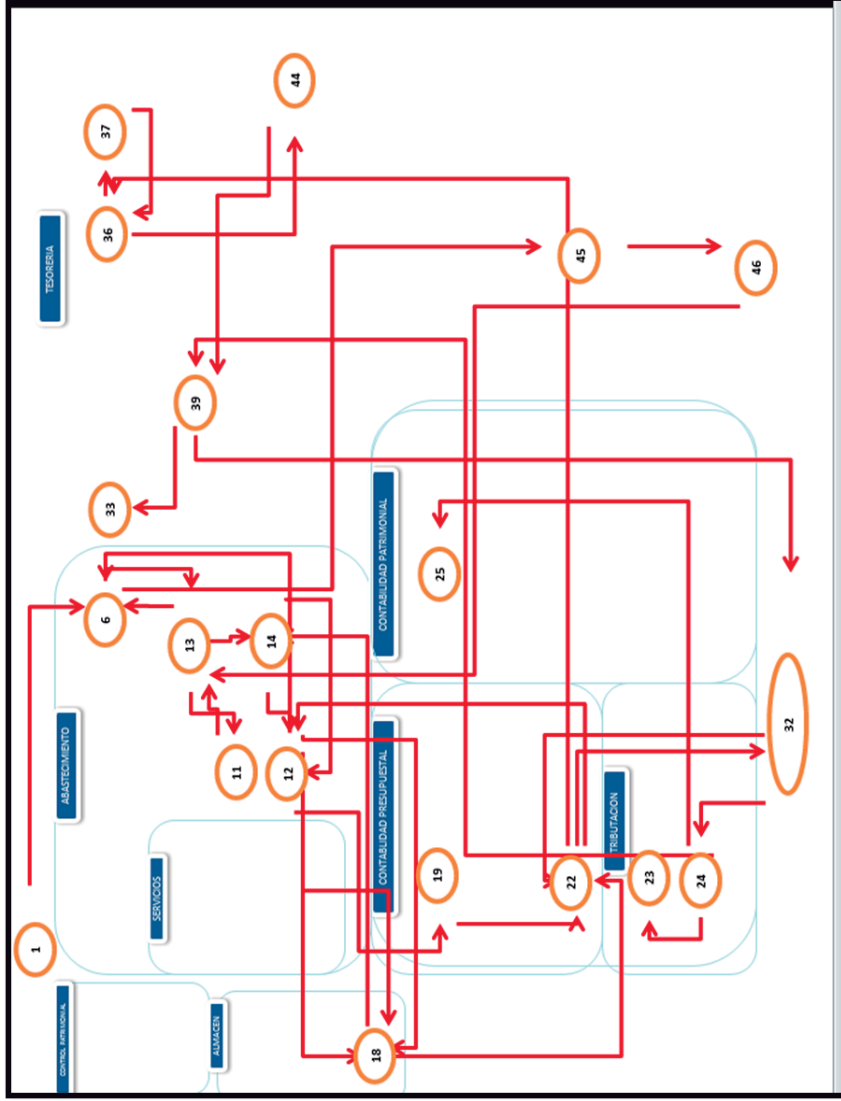 CONTROL PATRIMONIAL
1
ABASTECIMIENTO
6
33
36
37
TESORERIA
SERVICIOS
13
39
44
ALMACEN
11
14
12
18
CONTABLIDAD PRESUPUESTAL
CONTABILIDAD PATRIMONIAL
19
25
22
45
TRIBUTACION
23
24
46
32